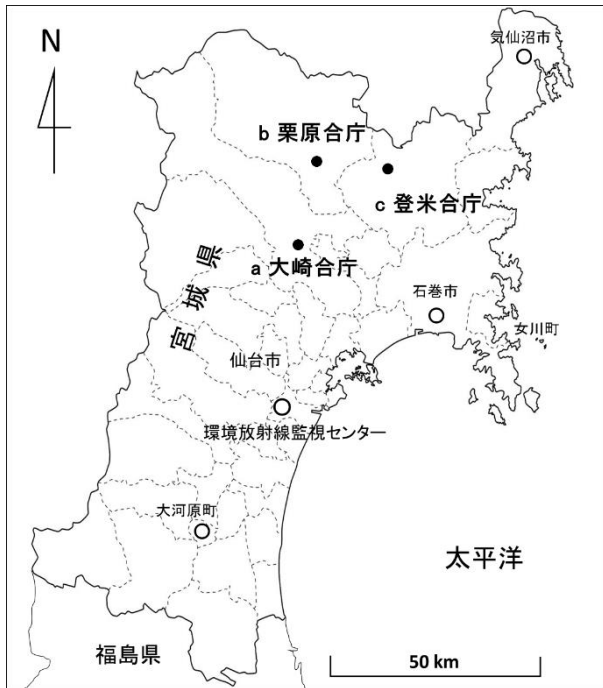 N
気仙沼市
b 栗原合庁
c 登米合庁
a 大崎合庁
宮城県
石巻市
女川町
仙台市
環境放射線監視センター
大河原町
太平洋
福島県
50 km